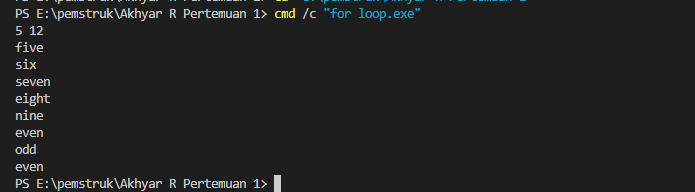 PS E:\pemstruk\Akhyar R Pertemuan 1> cmd /c "for loop.exe"
5 12
five
six
seven
eight
nine
even
odd
even
PS E:\pemstruk\Akhyar R Pertemuan 1>